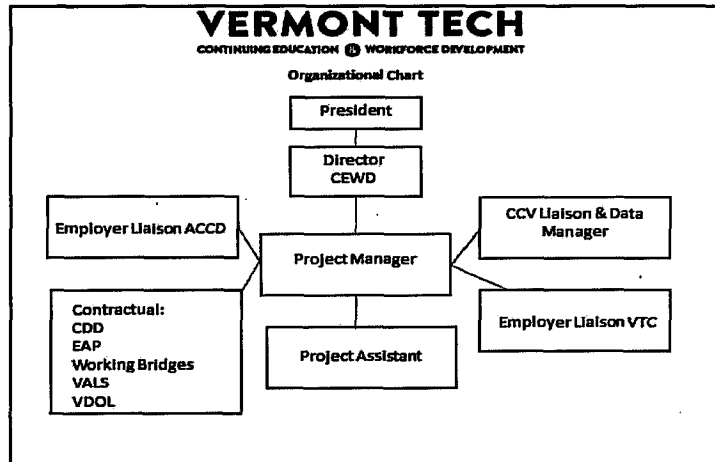 VERMONT TECH
CONTINUING EDUCATION & WORKFORCE DEVELOPMENT
Organizational Chart
President
Director
CEWD
Employer Liaison ACCD
CCV Liaison & Data
Manager
Project Manager
Contractual:
CDD
EAP
Working Bridges
VALS
VDOL
Project Assistant
Employer Liaison VTC